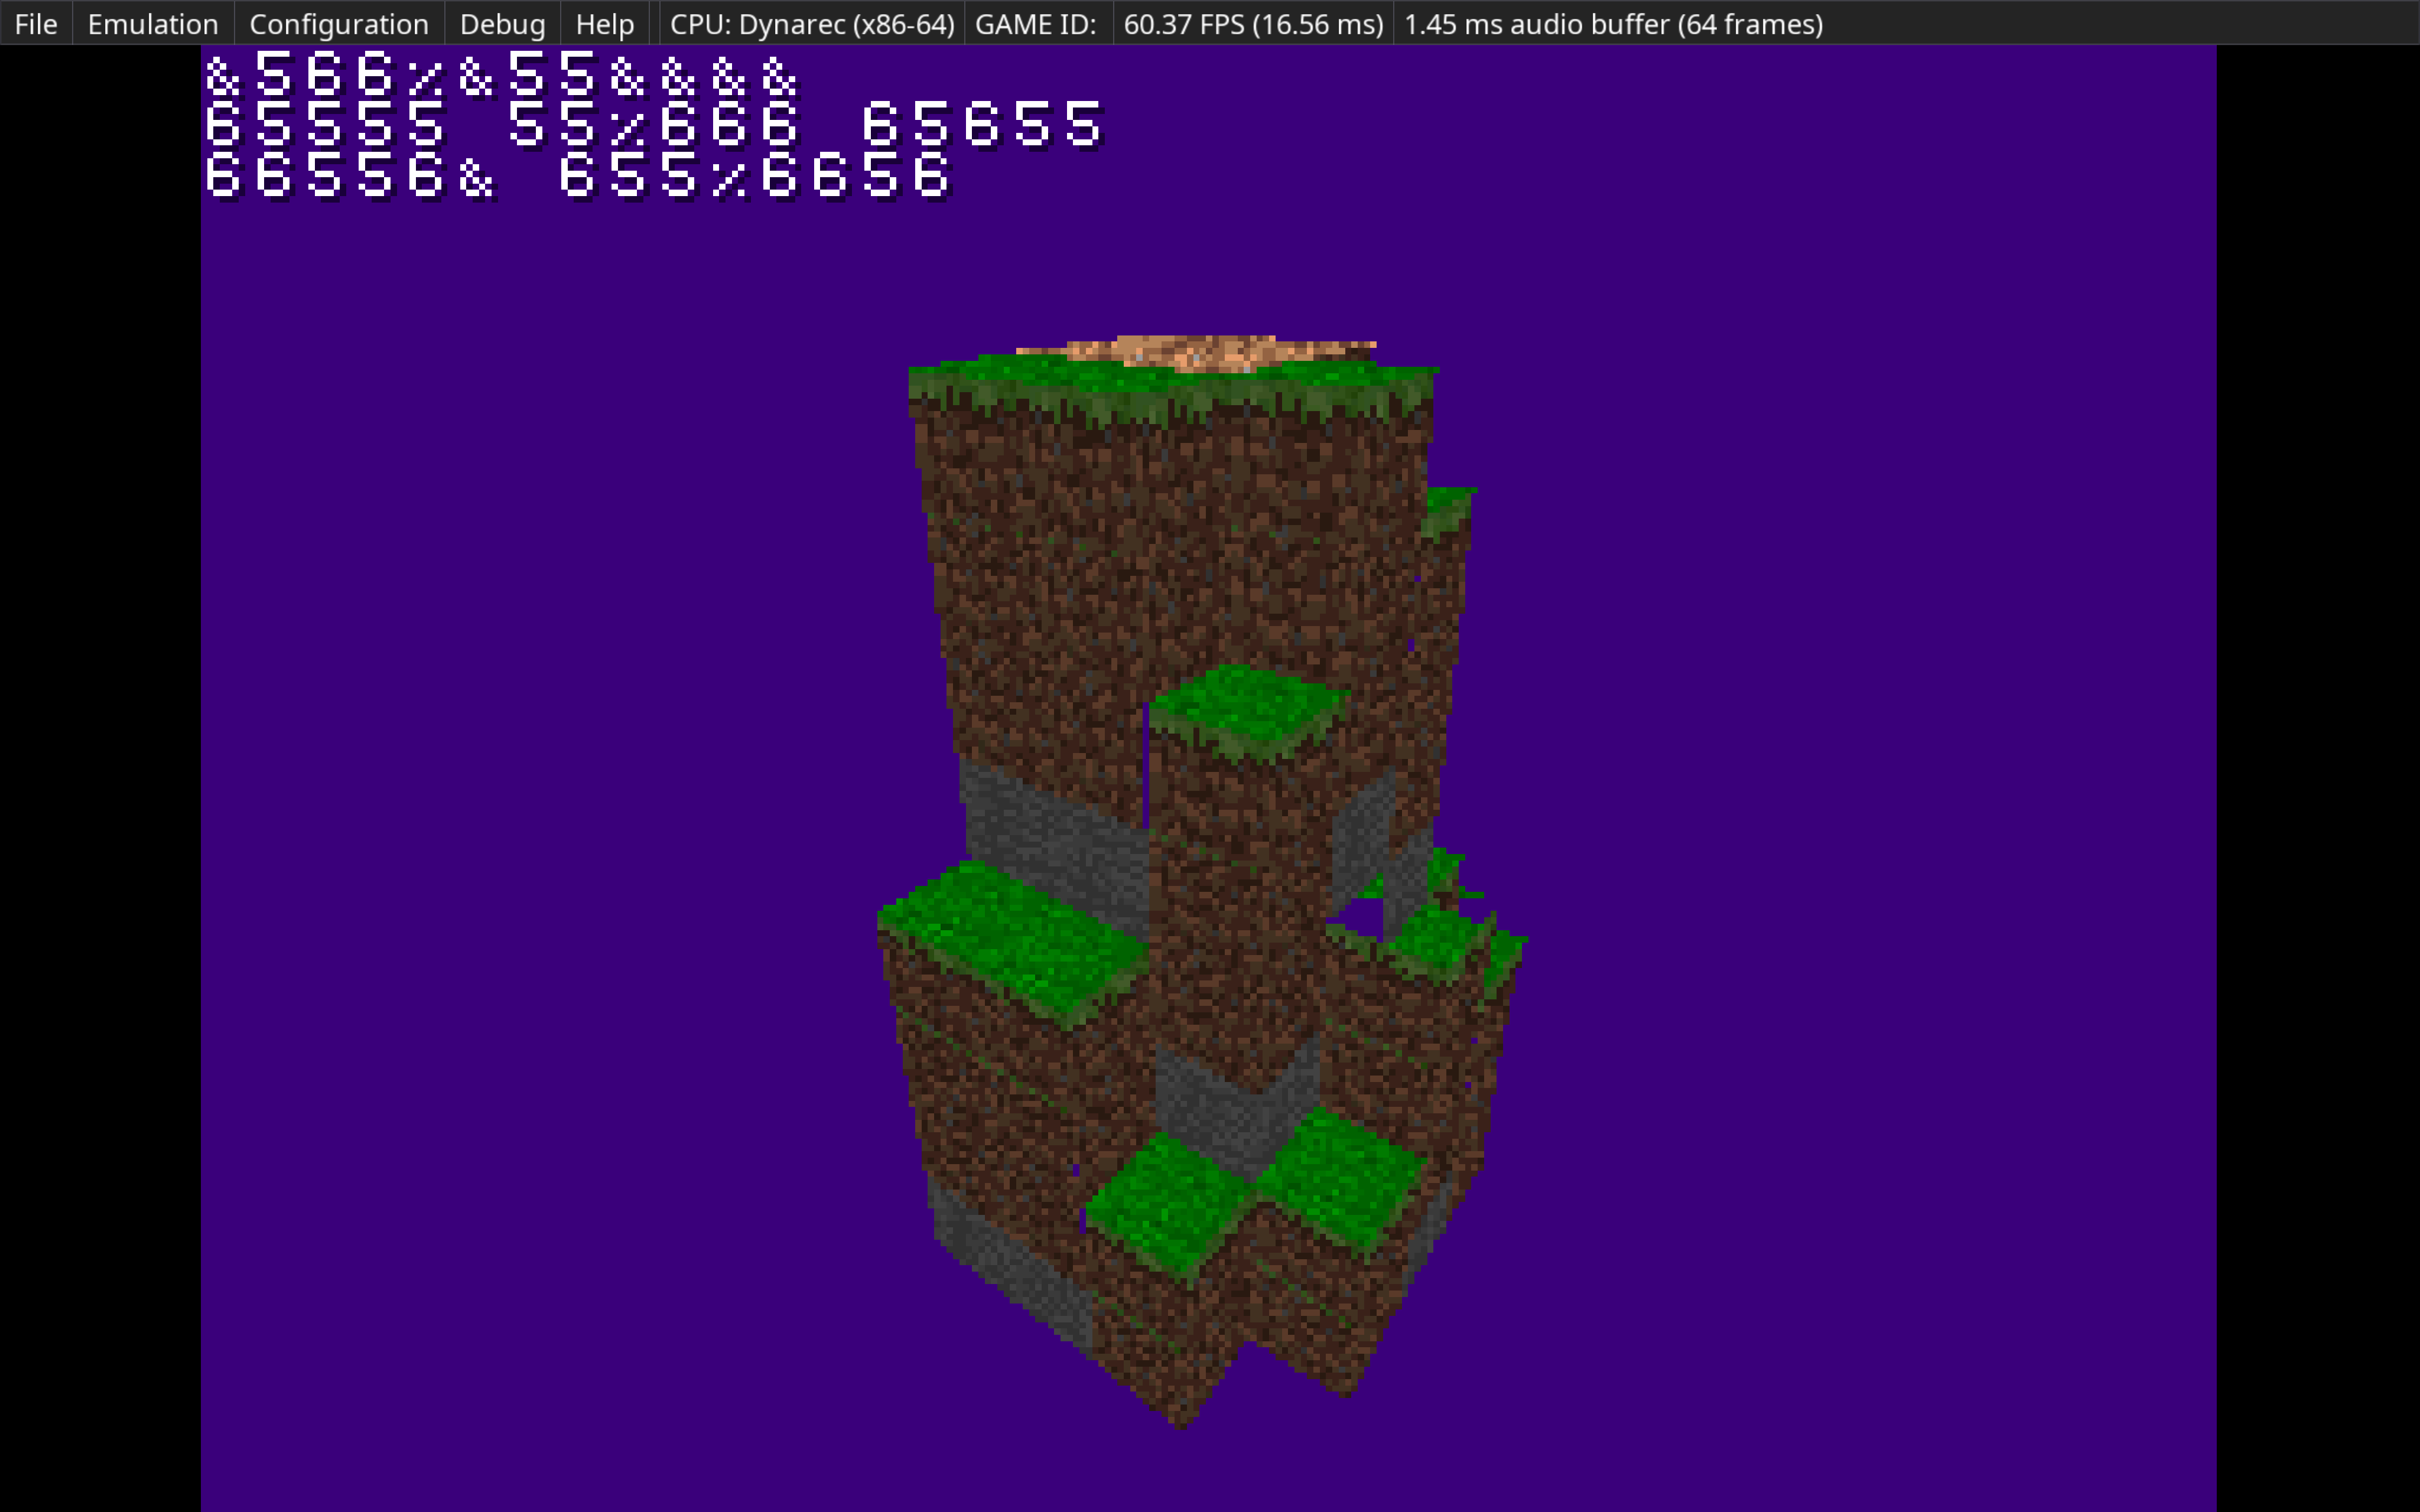 File Emulation Configuration Debug Help CPU: Dynarec (x86-64) GAME ID: 60.37 FPS (16.56 ms) 1.45 ms audio buffer (64 frames)
&566%&55&&&&
65555 55%666 65655
66556& 655%6656